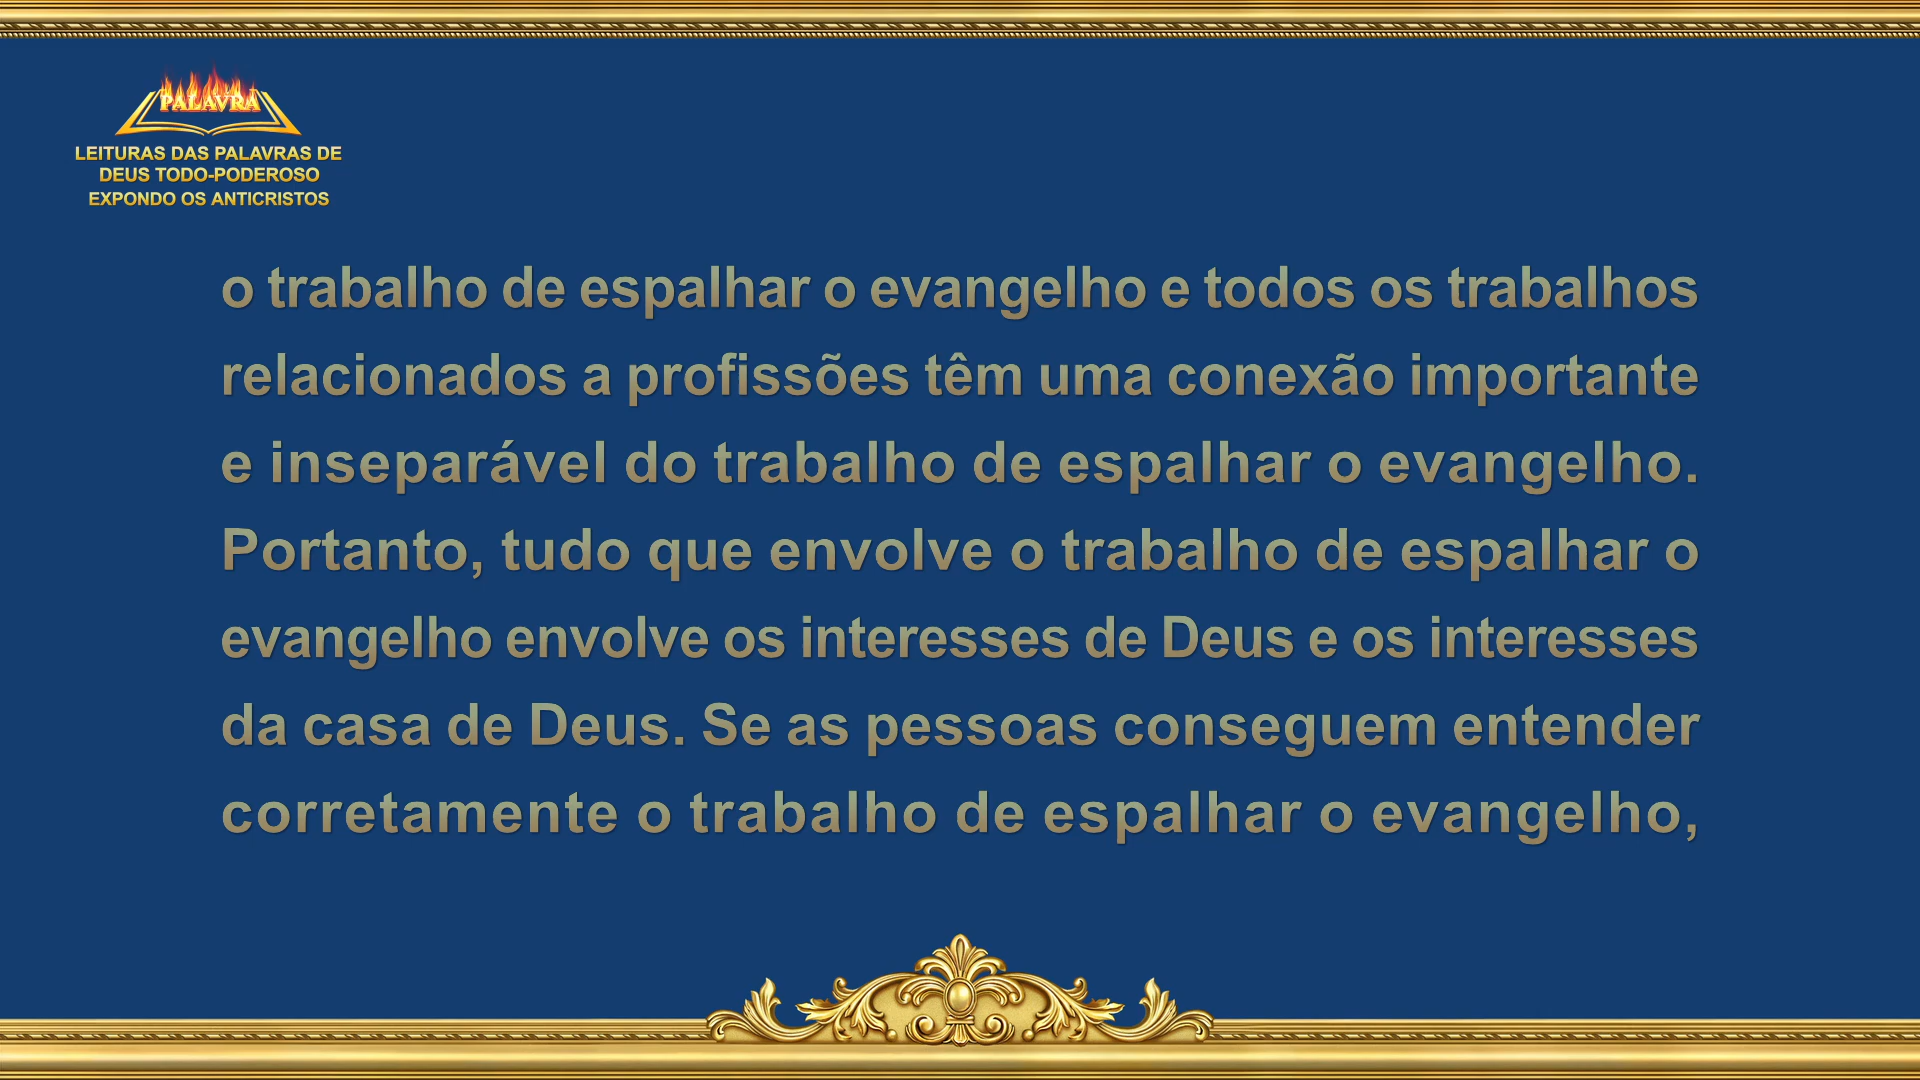 PALAVRA
LEITURAS DAS PALAVRAS DE
DEUS TODO-PODEROSO
EXPONDO OS ANTICRISTOS
o trabalho de espalhar o evangelho e todos os trabalhos
relacionados a profissões têm uma conexão importante
e inseparável do trabalho de espalhar o evangelho.
Portanto, tudo que envolve o trabalho de espalhar o
evangelho envolve os interesses de Deus e os interesses
da casa de Deus. Se as pessoas conseguem entender
corretamente o trabalho de espalhar o evangelho,